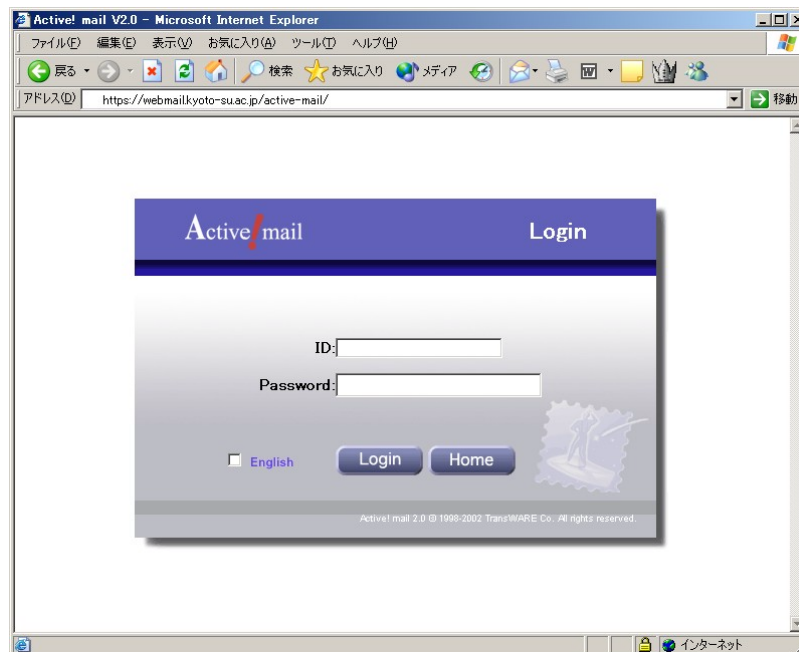 Active! mail V2.0 - Microsoft Internet Explorer
ファイル(F) 編集(E) 表示(V) お気に入り(A) ツール(T) ヘルプ(H)
戻る 検索 お気に入り メディア
アドレス(D) https://webmail.kyoto-su.ac.jp/active-mail/ 移動
Active!mail Login
ID:
Password:
English Login Home
Active! mail 2.0 © 1998-2002 TransWARE Co. All rights reserved.
インターネット